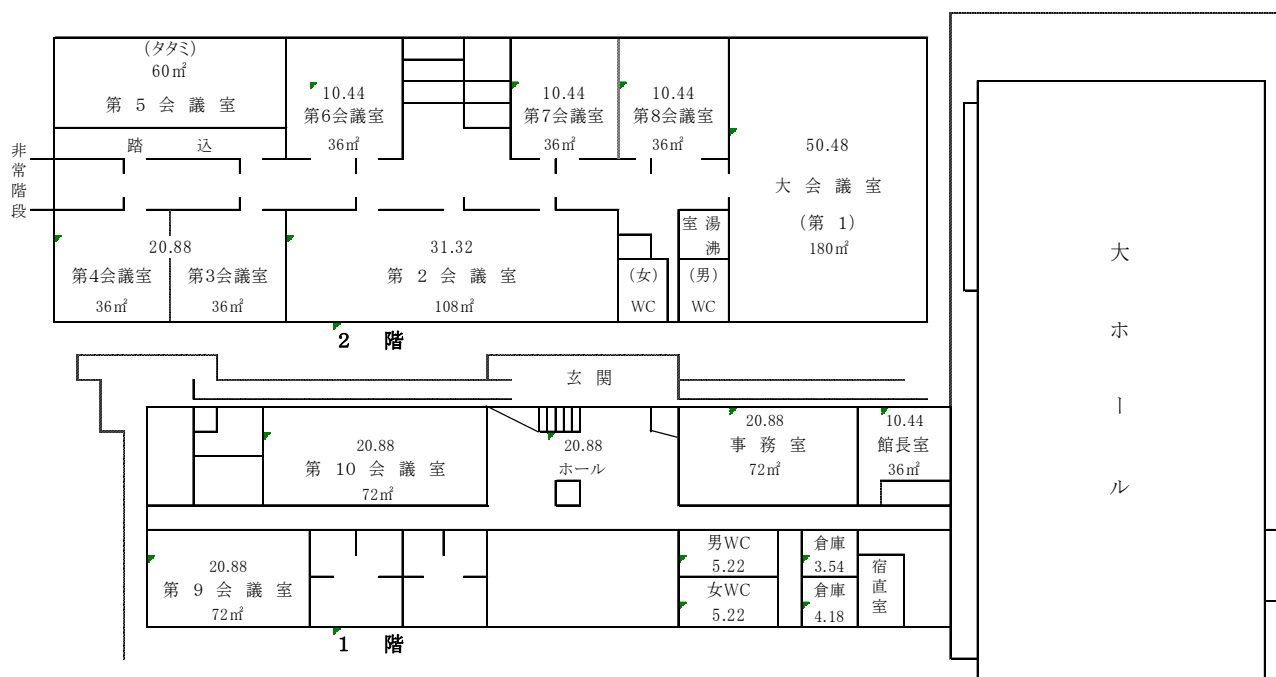 (タタミ)
60㎡
第 5 会 議 室
踏 込
非常階段
10.44
第6会議室
36㎡
10.44
第7会議室
36㎡
10.44
第8会議室
36㎡
50.48
大 会 議 室
(第 1)
180㎡
20.88
第4会議室
36㎡
第3会議室
36㎡
31.32
第 2 会 議 室
108㎡
室 湯
沸
(女)
WC
(男)
WC
2 階
玄 関
20.88
第 10 会 議 室
72㎡
20.88
ホール
20.88
事 務 室
72㎡
10.44
館長室
36㎡
20.88
第 9 会 議 室
72㎡
男WC
5.22
女WC
5.22
倉庫
3.54
倉庫
4.18
宿直室
1 階
大ホール